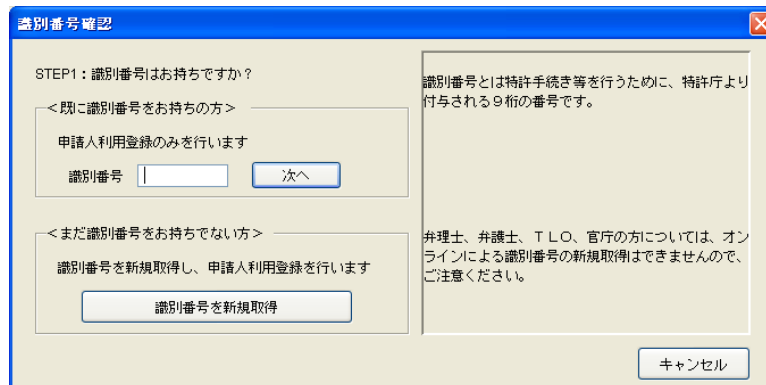 識別番号確認
STEP1：識別番号はお持ちですか？
＜既に識別番号をお持ちの方＞
申請人利用登録のみを行います
識別番号
次へ
＜まだ識別番号をお持ちでない方＞
識別番号を新規取得し、申請人利用登録を行います
識別番号を新規取得
識別番号とは特許手続き等を行うために、特許庁より
付与される９桁の番号です。
弁理士、弁護士、ＴＬＯ、官庁の方については、オン
ラインによる識別番号の新規取得はできませんので、
ご注意ください。
キャンセル